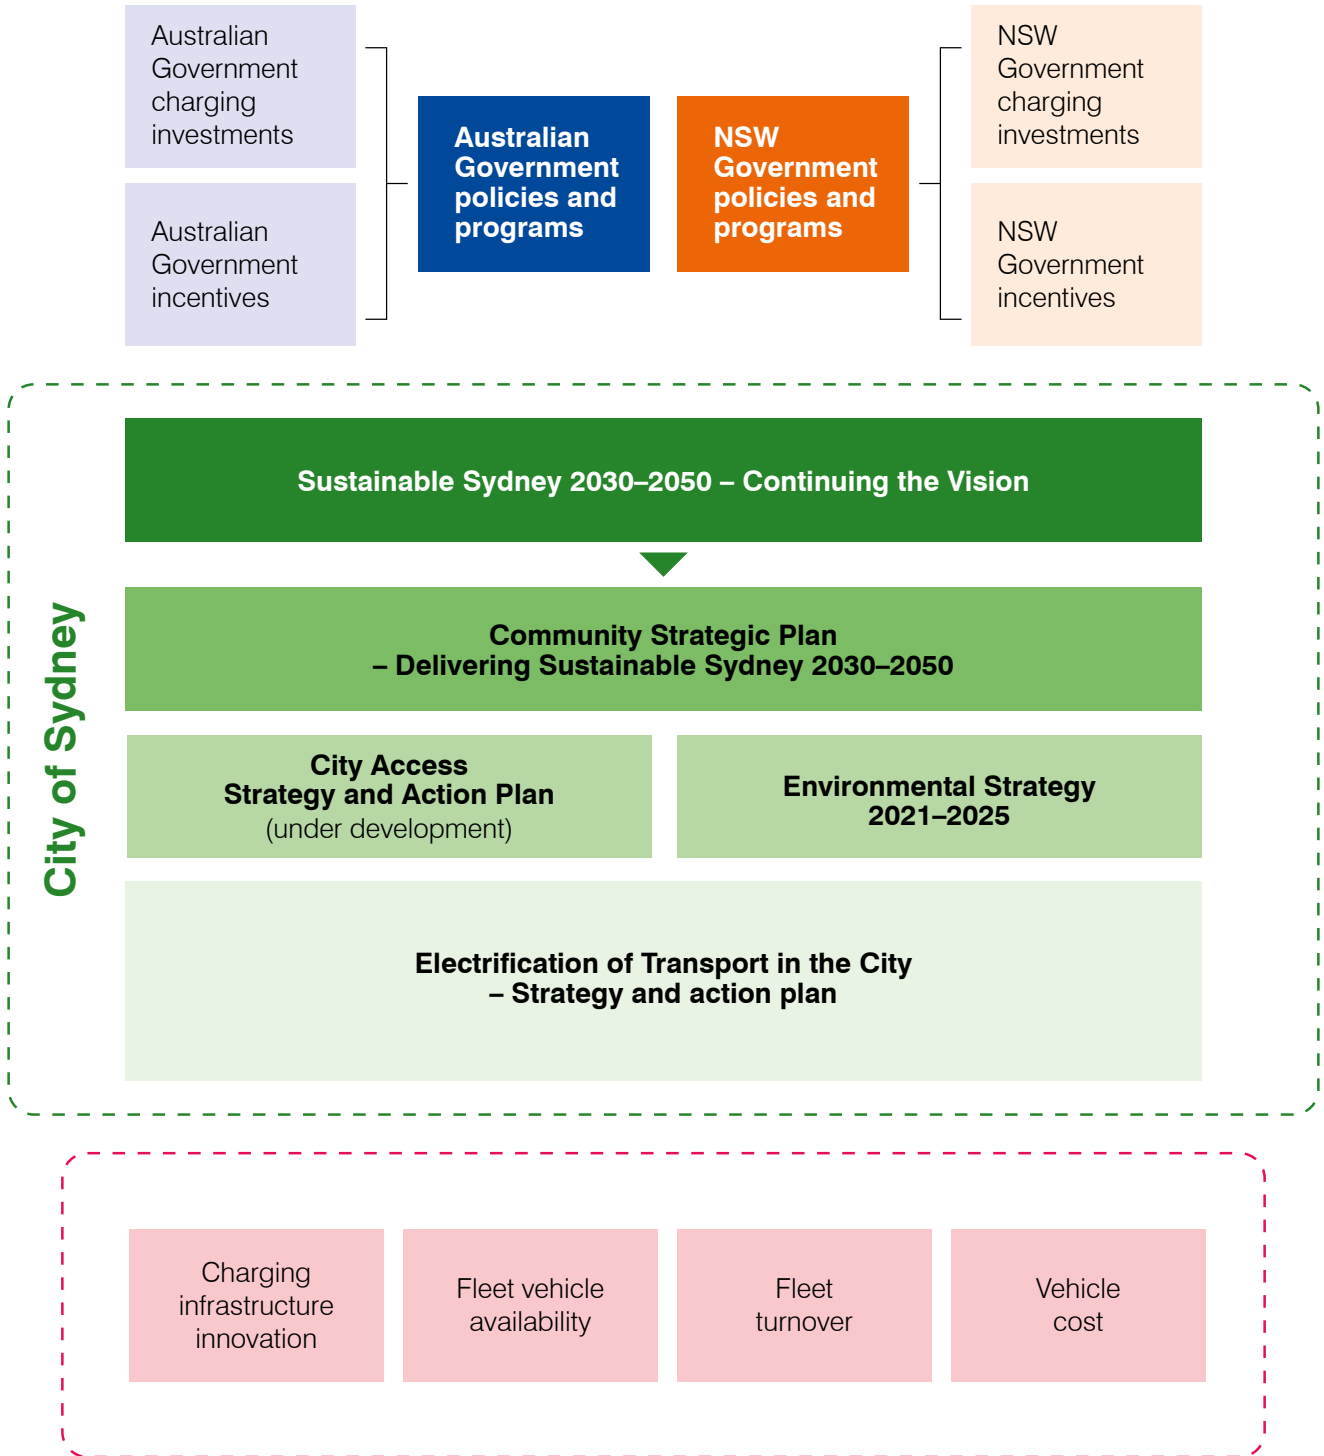 Australian
Government
charging
investments
Australian
Government
incentives
Australian
Government
policies and
programs
NSW
Government
policies and
programs
NSW
Government
charging
investments
NSW
Government
incentives
City of Sydney
Sustainable Sydney 2030–2050 – Continuing the Vision
Community Strategic Plan
– Delivering Sustainable Sydney 2030–2050
City Access
Strategy and Action Plan
(under development)
Environmental Strategy
2021–2025
Electrification of Transport in the City
– Strategy and action plan
Charging
infrastructure
innovation
Fleet vehicle
availability
Fleet
turnover
Vehicle
cost